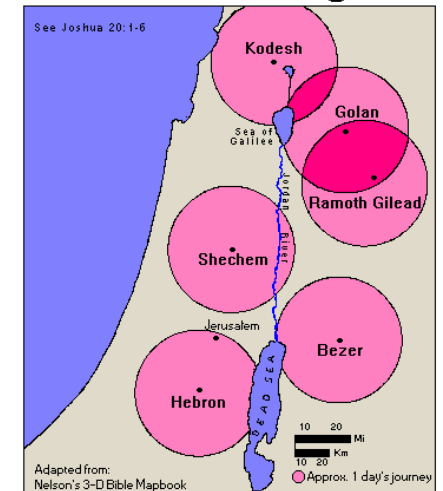 See Joshua 20:1-6
Kodesh
Golan
Sea of
Galilee
Jordan River
Ramoth Gilead
Shechem
Jerusalem
Bezer
DEAD SEA
Hebron
10 20
Mi
Km
10 20
Approx. 1 day's journey
Adapted from:
Nelson's 3-D Bible Mapbook